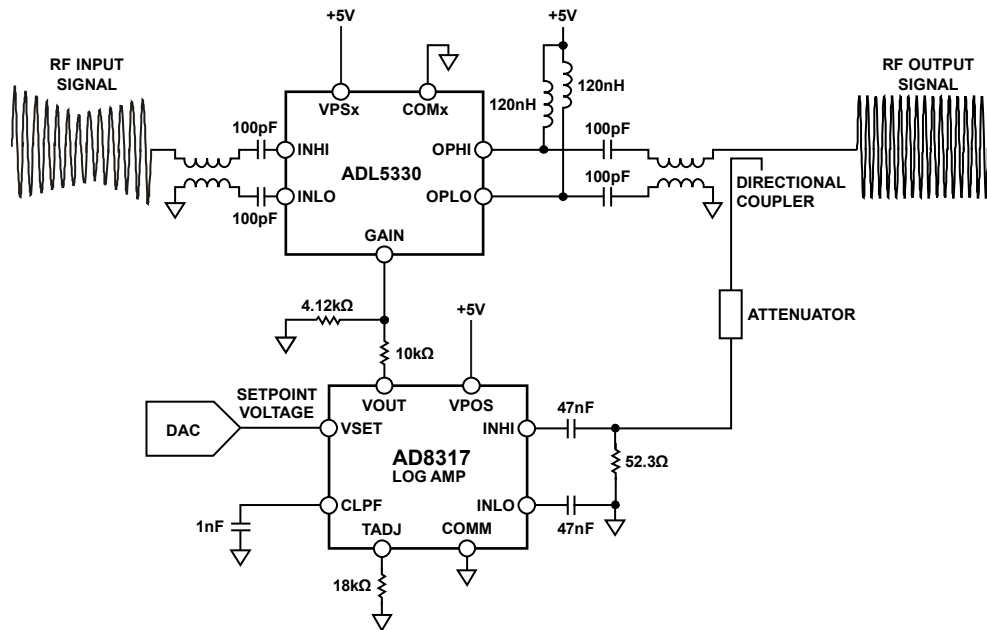 +5V
+5V
RF INPUT
SIGNAL
RF OUTPUT
SIGNAL
120nH
120nH
VPSx
COMx
100pF
INHI
OPHI
100pF
ADL5330
INLO
OPLO
100pF
100pF
DIRECTIONAL
COUPLER
GAIN
4.12kΩ
+5V
ATTENUATOR
10kΩ
SETPOINT
VOLTAGE
VOUT
VPOS
DAC
VSET
INHI
47nF
AD8317
LOG AMP
52.3Ω
CLPF
INLO
1nF
TADJ
COMM
47nF
18kΩ